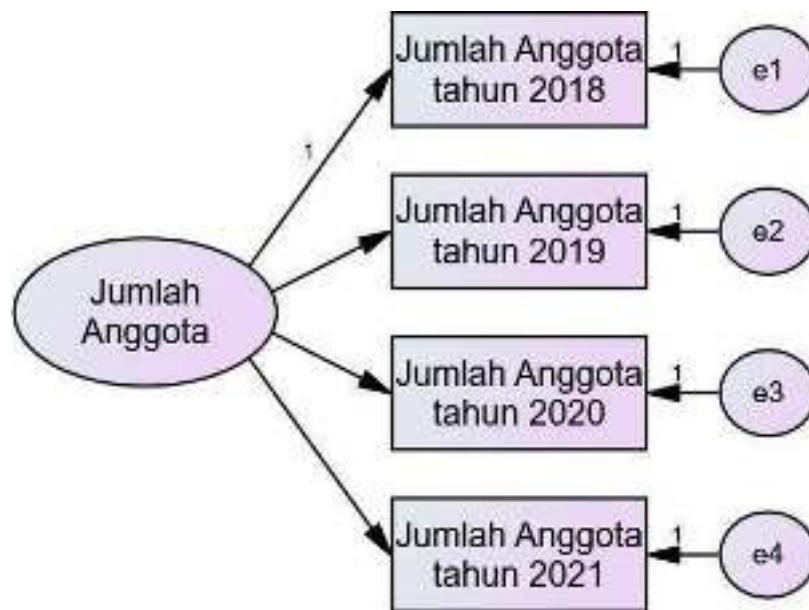 Jumlah Anggota
tahun 2018
1
e1
1
Jumlah Anggota
tahun 2019
1
e2
Jumlah
Anggota
Jumlah Anggota
tahun 2020
1
e3
Jumlah Anggota
tahun 2021
1
e4